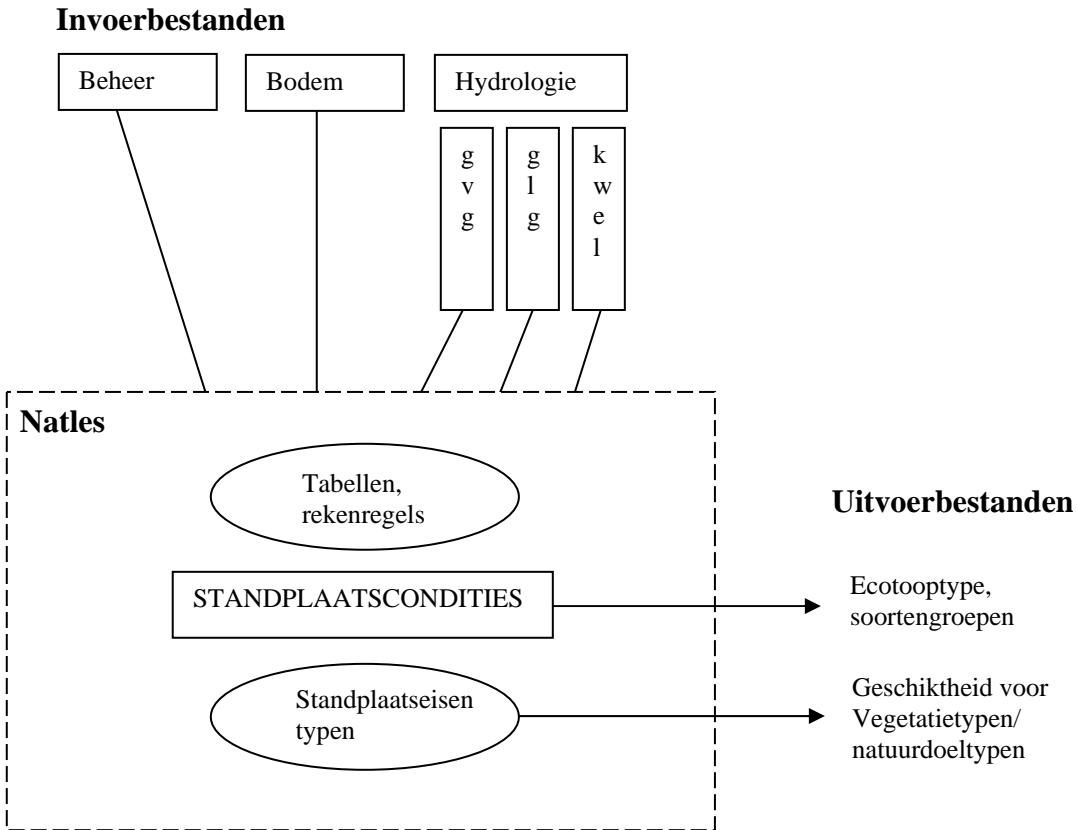 Invoerbestanden
Beheer
Bodem
Hydrologie
g
v
g
g
l
g
k
w
e
l
Natles
Tabellen,
rekenregels
STANDPLAATSCONDITIES
Standplaatseisen
typen
Uitvoerbestanden
Ecotooptype,
soortengroepen
Geschiktheid voor
Vegetatietypen/
natuurdoeltypen